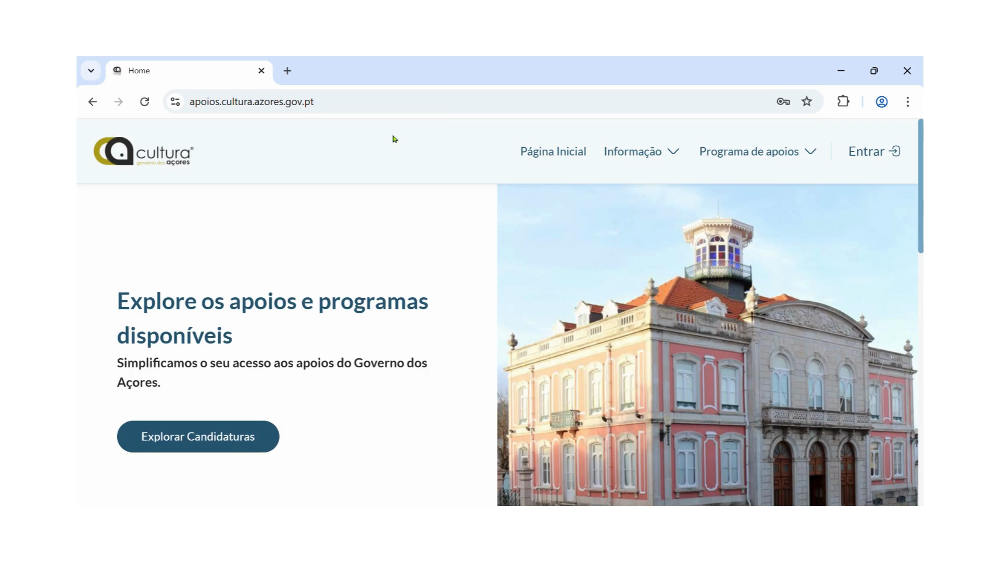 Home
apoios.cultura.azores.gov.pt
cultura®
governo dos açores
Página Inicial
Informação
Programa de apoios
Entrar
Explore os apoios e programas
disponíveis
Simplificamos o seu acesso aos apoios do Governo dos
Açores.
Explorar Candidaturas